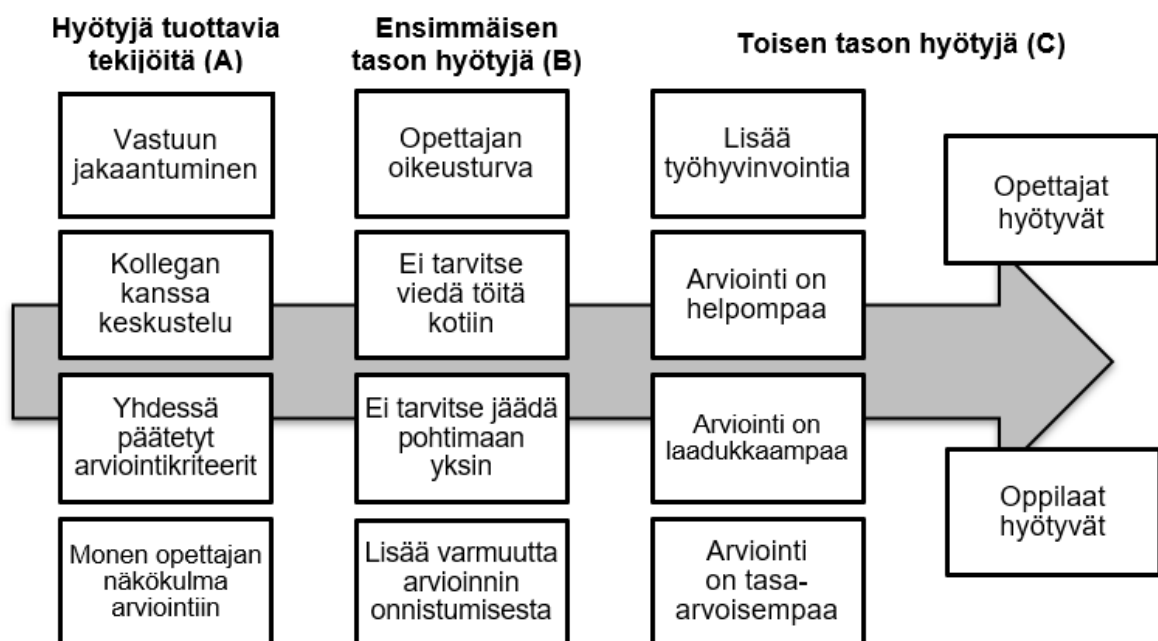 Hyötyjä tuottavia
tekijöitä (A)
Ensimmäisen
tason hyötyjä (B)
Toisen tason hyötyjä (C)
Vastuun
jakaantuminen
Kollegan
kanssa
keskustelu
Yhdessä
päätetyt
arviointikriteerit
Monen opettajan
näkökulma
arviointiin
Opettajan
oikeusturva
Ei tarvitse
viedä töitä
kotiin
Ei tarvitse jäädä
pohtimaan
yksin
Lisää varmuutta
arvioinnin
onnistumisesta
Lisää
työhyvinvointia
Arviointi on
helpompaa
Arviointi on
laadukkaampaa
Arviointi
on tasa-
arvoisempaa
Opettajat
hyötyvät
Oppilaat
hyötyvät